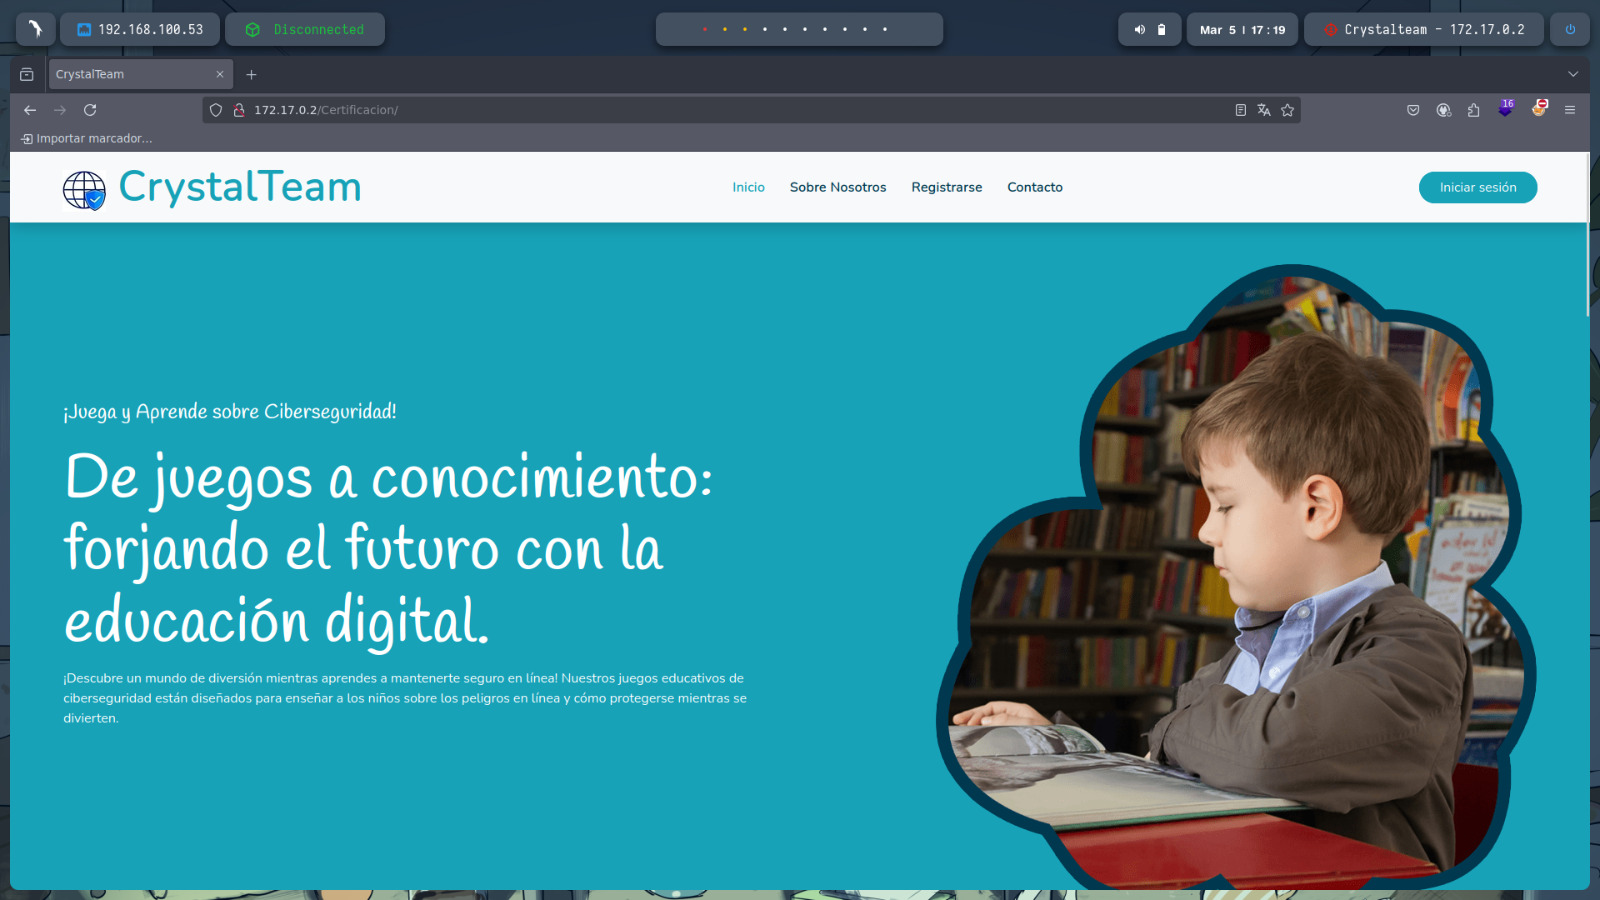 192.168.100.53
Disconnected
Mar 5 | 17:19
Crystalteam - 172.17.0.2
CrystalTeam
172.17.0.2/Certificacion/
16
Importar marcador...
CrystalTeam
Inicio
Sobre Nosotros
Registrarse
Contacto
Iniciar sesión
¡Juega y Aprende sobre Ciberseguridad!
De juegos a conocimiento:
forjando el futuro con la
educación digital.
¡Descubre un mundo de diversión mientras aprendes a mantenerte seguro en línea! Nuestros juegos educativos de
ciberseguridad están diseñados para enseñar a los niños sobre los peligros en línea y cómo protegerse mientras se
divierten.